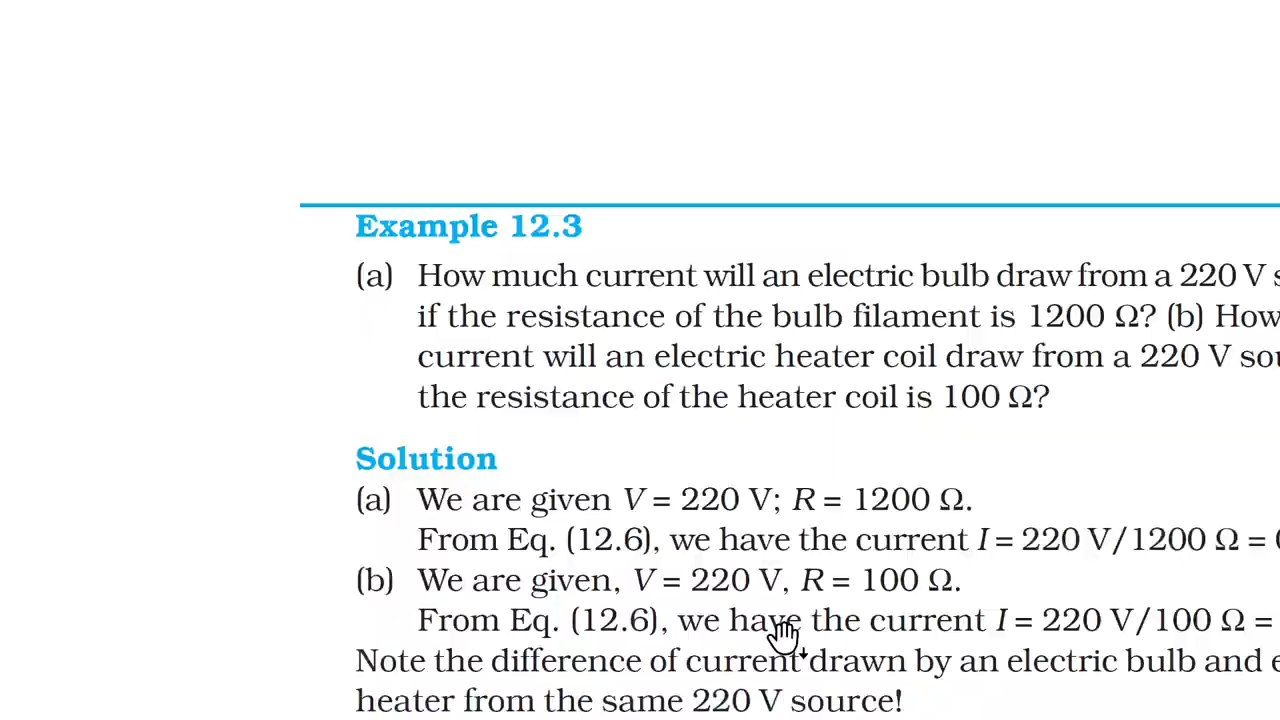 Example 12.3
(a) How much current will an electric bulb draw from a 220 V
if the resistance of the bulb filament is 1200 Ω? (b) How
current will an electric heater coil draw from a 220 V
the resistance of the heater coil is 100 Ω?
Solution
(a) We are given V = 220 V; R = 1200 Ω.
From Eq. (12.6), we have the current I = 220 V/1200 Ω =
(b) We are given, V = 220 V, R = 100 Ω.
From Eq. (12.6), we have the current I = 220 V/100 Ω =
Note the difference of current drawn by an electric bulb and
heater from the same 220 V source!